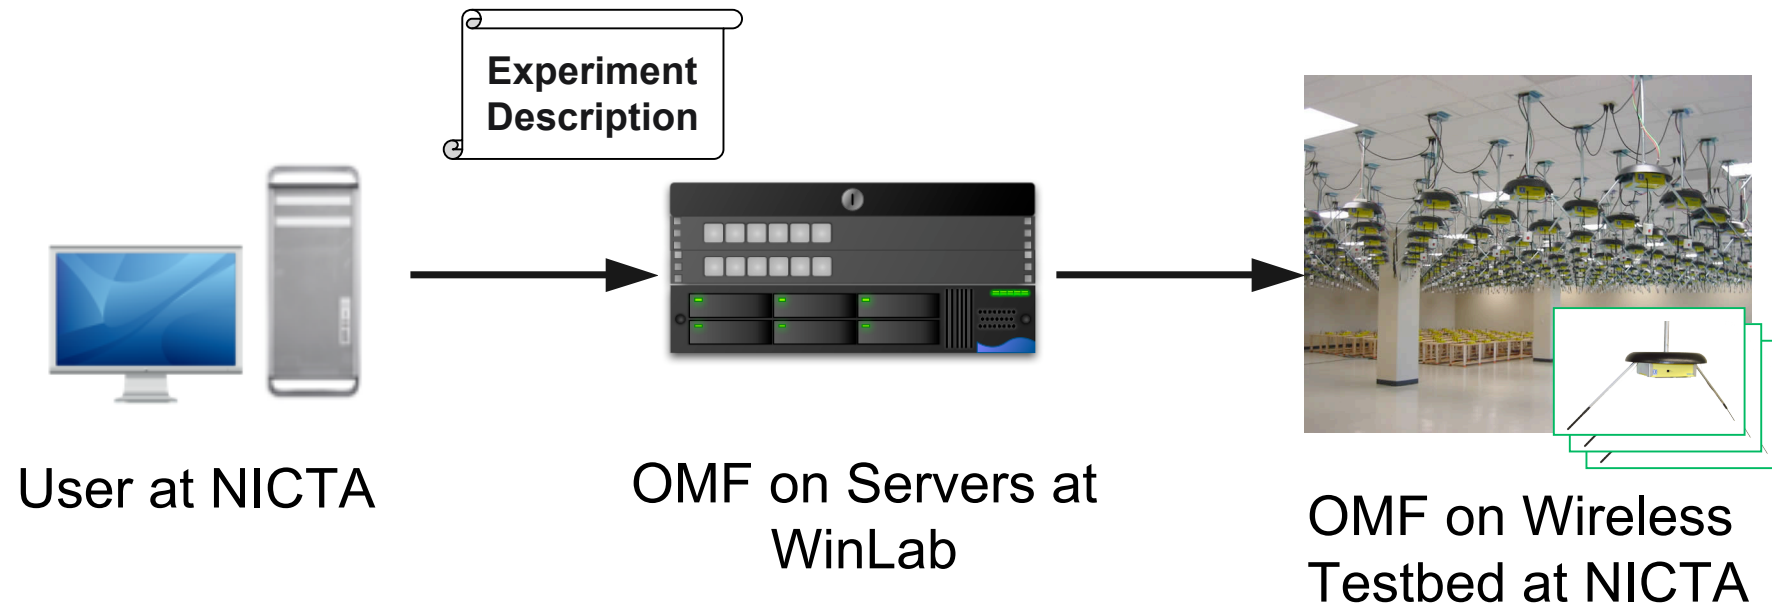 Experiment
Description
User at NICTA
OMF on Servers at
WinLab
OMF on Wireless
Testbed at NICTA